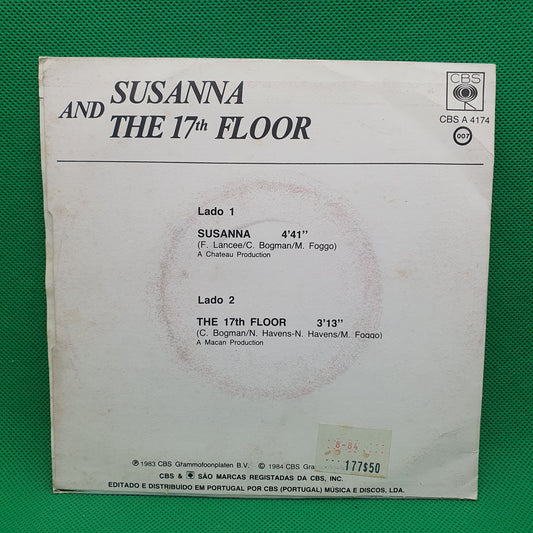 SUSANNA
AND THE 17th FLOOR
CBS
CBS A 4174
007
Lado 1
SUSANNA 4'41''
(F. Lancee/C. Bogman/M. Foggo)
A Chateau Production
Lado 2
THE 17th FLOOR 3'13''
(C. Bogman/N. Havens-N. Havens/M. Foggo)
A Macan Production
8-84
177$50
℗ 1983 CBS Grammofoonplaten B.V. © 1984 CBS
CBS & SÃO MARCAS REGISTADAS DA CBS, INC.
EDITADO E DISTRIBUÍDO EM PORTUGAL POR CBS (PORTUGAL) MÚSICA E DISCOS, LDA.